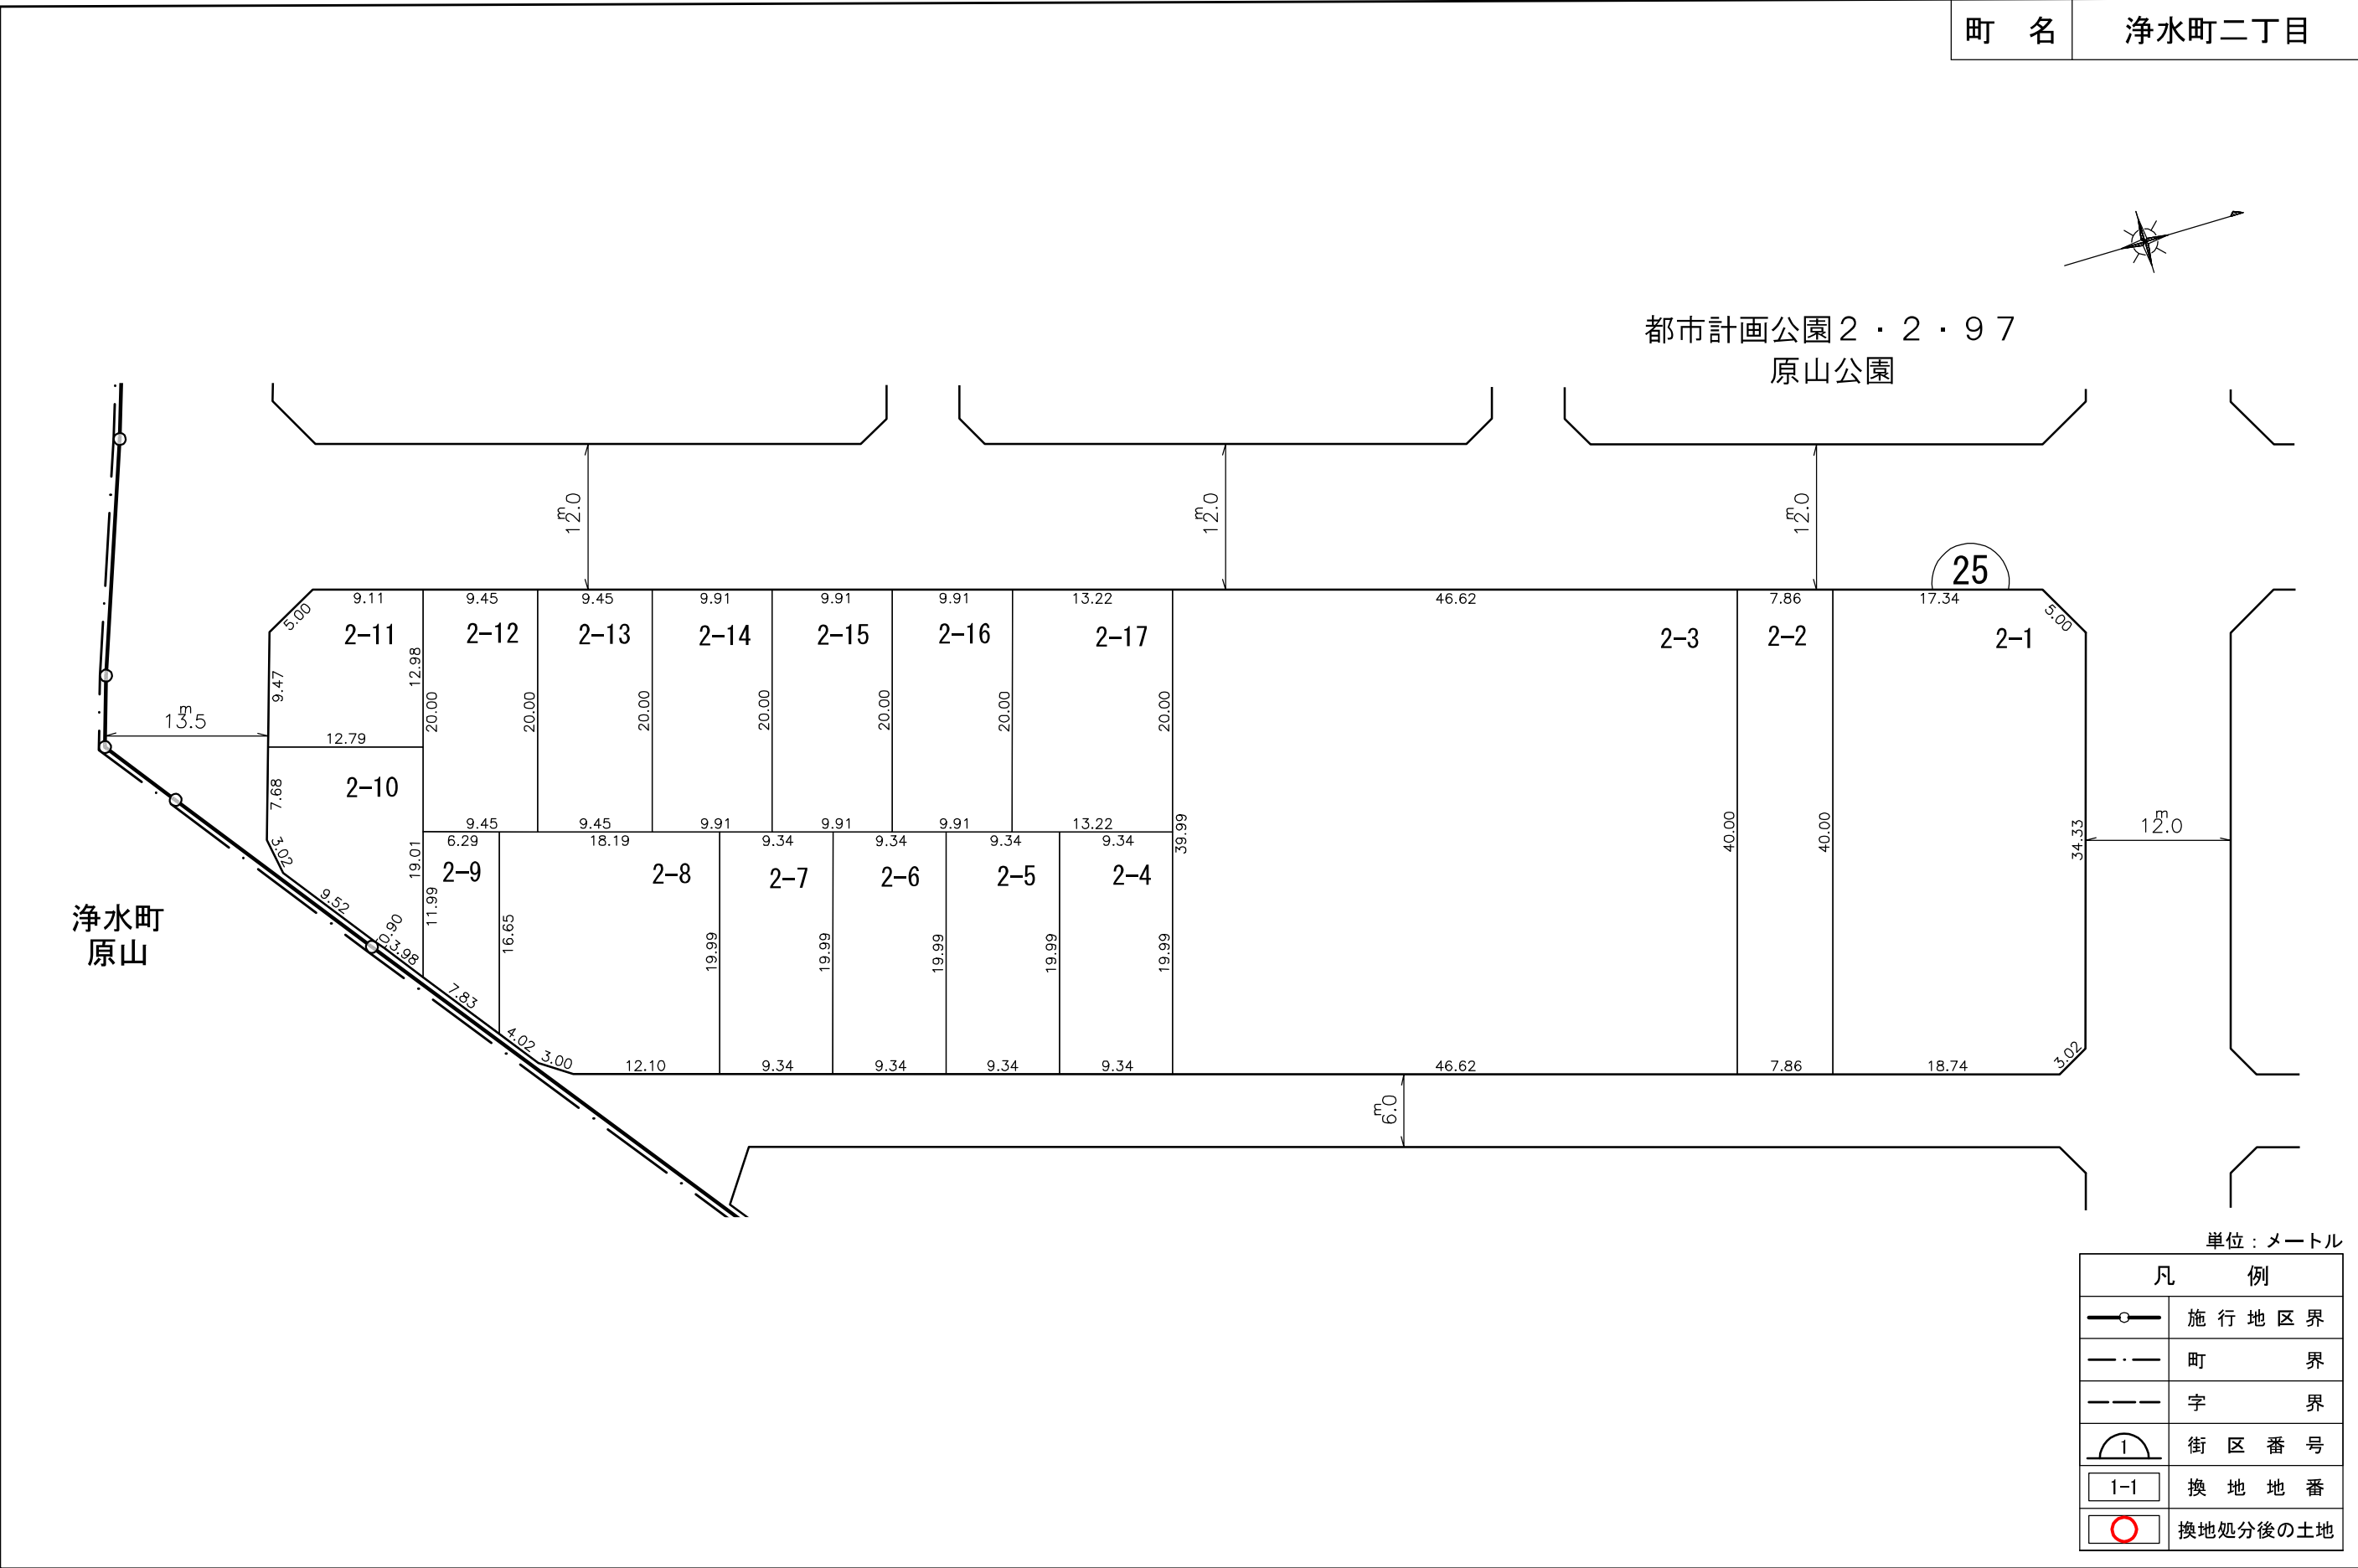 町 名 浄水町二丁目
都市計画公園2・2・97
原山公園
12.0m
12.0m
12.0m
25
9.11 9.45 9.45 9.91 9.91 9.91 13.22 46.62 7.86 17.34
5.00
5.00
2-11 2-12 2-13 2-14 2-15 2-16 2-17 2-3 2-2 2-1
9.47
12.98
20.00 20.00 20.00 20.00 20.00 20.00 20.00
13.5m
12.79
2-10
7.68
9.45 9.45 9.91 9.91 9.91 13.22
39.99 40.00 40.00 34.33
12.0m
6.29 18.19 9.34 9.34 9.34 9.34
3.02
19.01
2-9 2-8 2-7 2-6 2-5 2-4
11.99
9.52
0.90
3.98
16.65
19.99 19.99 19.99 19.99 19.99
浄水町
原山
7.83
4.02
3.00
12.10 9.34 9.34 9.34 9.34 46.62 7.86 18.74
3.02
6.0m
単位：メートル
凡 例
施行地区界
町 界
字 界
1 街区番号
1-1 換地地番
換地処分後の土地